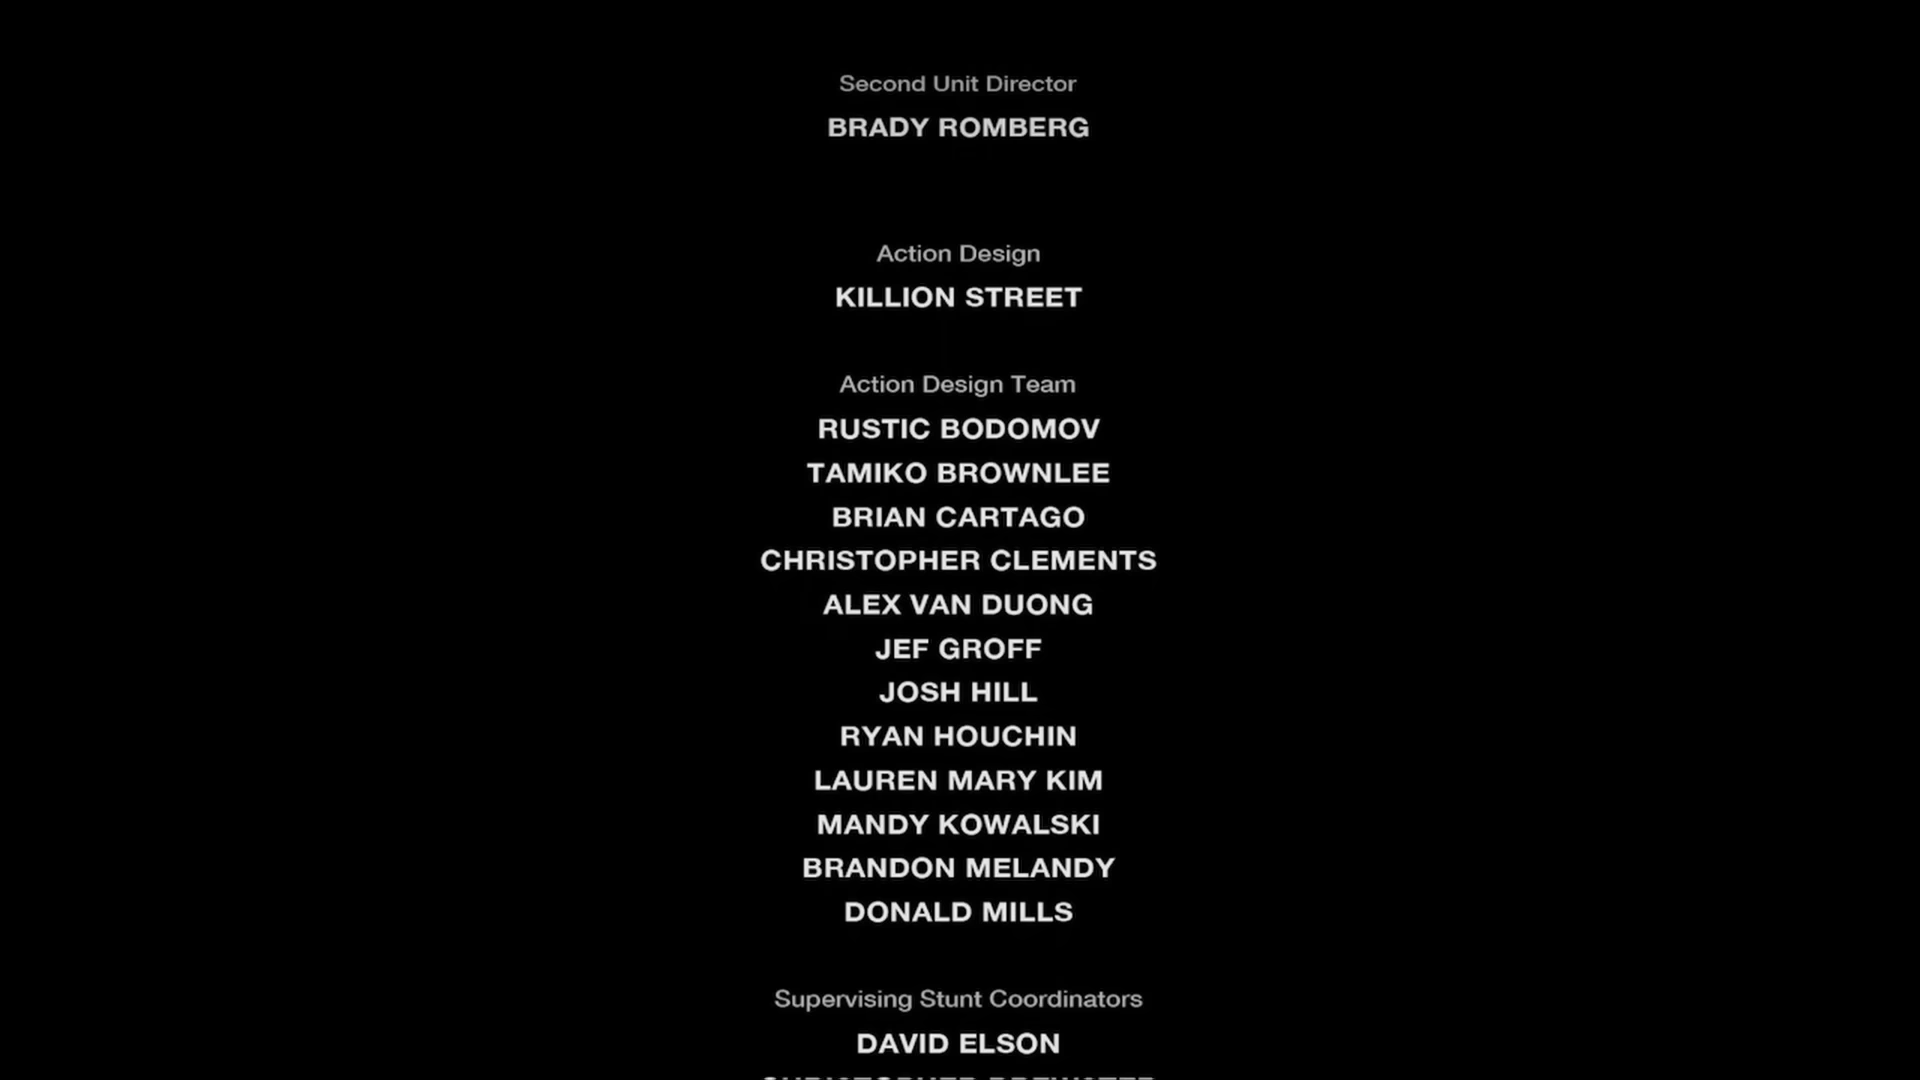 Second Unit Director
BRADY ROMBERG
Action Design
KILLION STREET
Action Design Team
RUSTIC BODOMOV
TAMIKO BROWNLEE
BRIAN CARTAGO
CHRISTOPHER CLEMENTS
ALEX VAN DUONG
JEF GROFF
JOSH HILL
RYAN HOUCHIN
LAUREN MARY KIM
MANDY KOWALSKI
BRANDON MELANDY
DONALD MILLS
Supervising Stunt Coordinators
DAVID ELSON